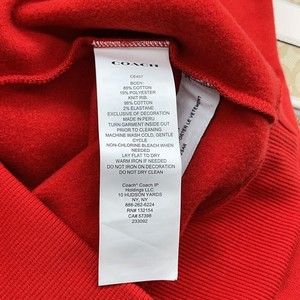 COACH
CE457
BODY:
85% COTTON
15% POLYESTER
KNIT RIB:
98% COTTON
2% ELASTANE
EXCLUSIVE OF DECORATION
MADE IN PERU
TURN GARMENT INSIDE OUT
PRIOR TO CLEANING
MACHINE WASH COLD, GENTLE
CYCLE
NON-CHLORINE BLEACH WHEN
NEEDED
LAY FLAT TO DRY
WARM IRON IF NEEDED
DO NOT IRON ON DECORATION
DO NOT DRY CLEAN
Coach® Coach IP
Holdings LLC
10 HUDSON YARDS
NY, NY
888-262-6224
RN# 132154
CA# 57398
233092